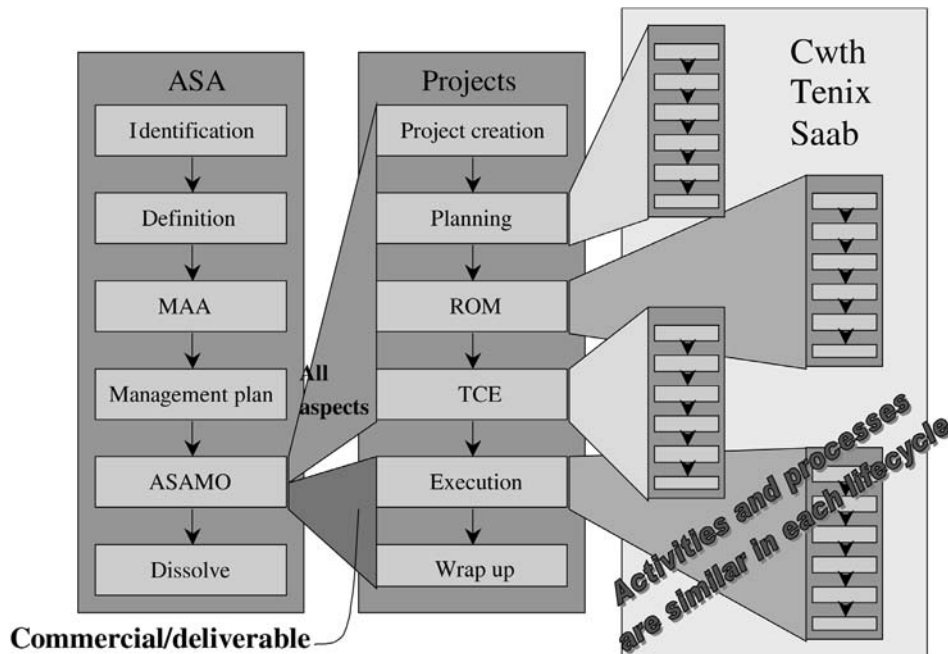 ASA
Identification
Definition
MAA
Management plan
ASAMO
Dissolve
Projects
Project creation
Planning
ROM
TCE
Execution
Wrap up
All
aspects
Commercial/deliverable
Cwth
Tenix
Saab
Activities and processes
are similar in each lifecycle